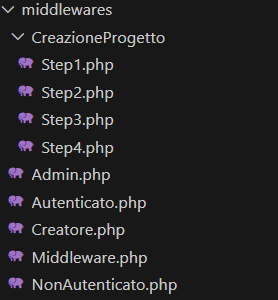 middlewares
CreazioneProgetto
Step1.php
Step2.php
Step3.php
Step4.php
Admin.php
Autenticato.php
Creatore.php
Middleware.php
NonAutenticato.php